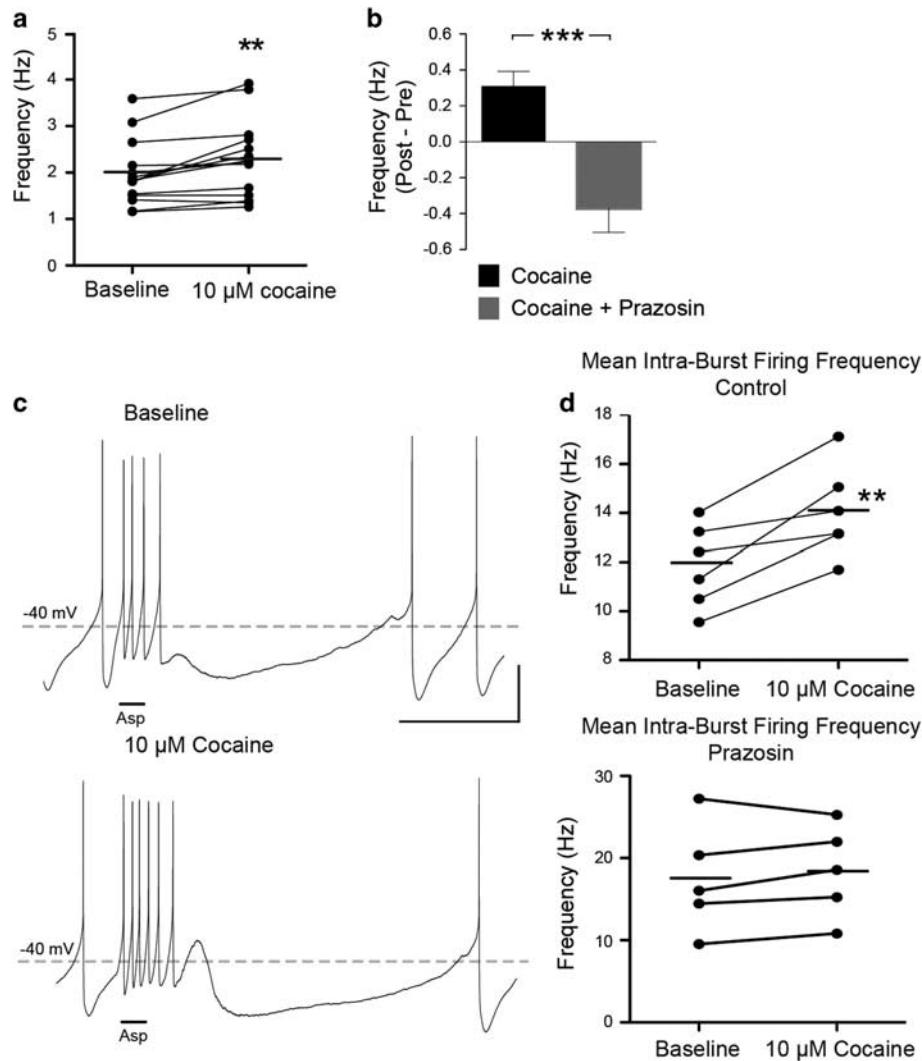 a
**
Frequency (Hz)
5
4
3
2
1
0
Baseline
10 µM cocaine
b
***
Frequency (Hz)
(Post - Pre)
0.6
0.4
0.2
0.0
-0.2
-0.4
-0.6
Cocaine
Cocaine + Prazosin
c
Baseline
-40 mV
Asp
10 µM Cocaine
-40 mV
Asp
Mean Intra-Burst Firing Frequency
Control
d
Frequency (Hz)
18
16
14
12
10
8
**
Baseline
10 µM Cocaine
Mean Intra-Burst Firing Frequency
Prazosin
Frequency (Hz)
30
20
10
0
Baseline
10 µM Cocaine